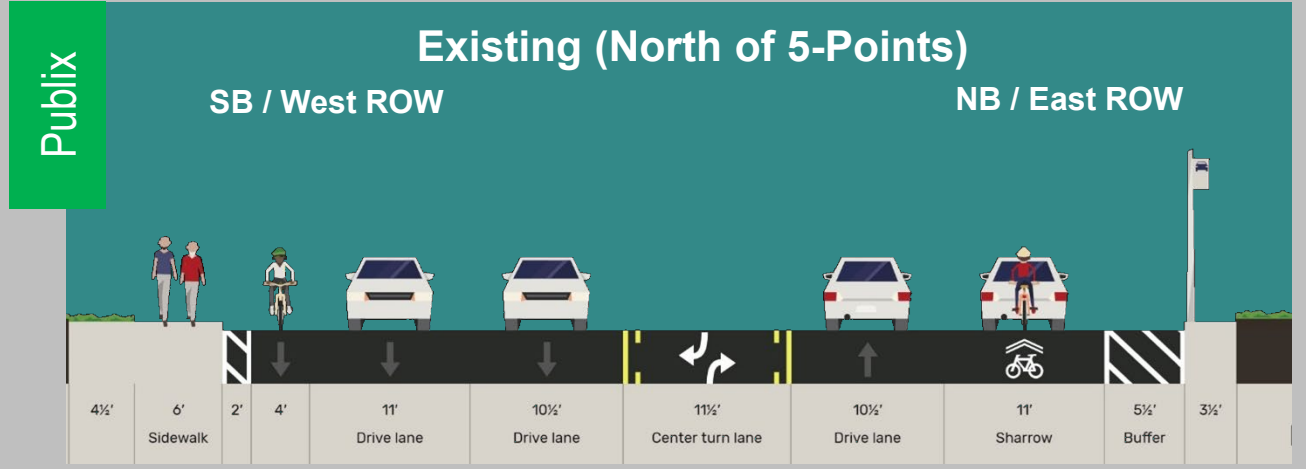 Publix
Existing (North of 5-Points)
SB / West ROW
NB / East ROW
4½′ 6′ 2′ 4′ 11′ 10½′ 11½′ 10½′ 11′ 5½′ 3½′
Sidewalk Drive lane Drive lane Center turn lane Drive lane Sharrow Buffer